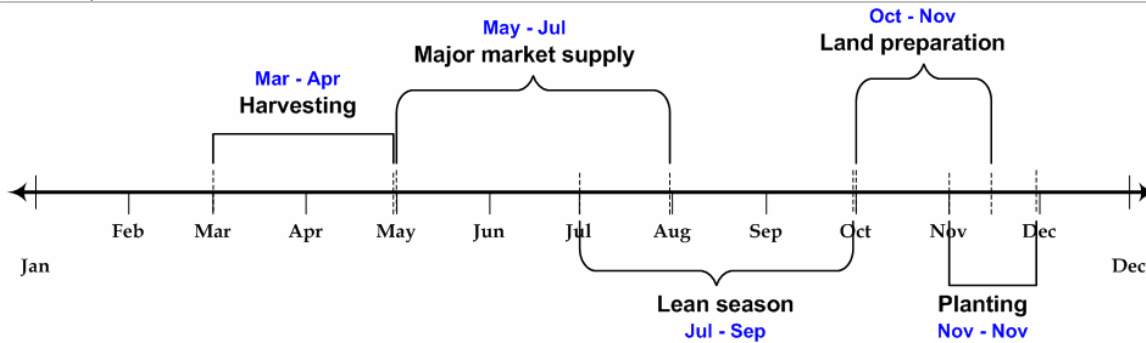 Oct - Nov
Land preparation
May - Jul
Major market supply
Mar - Apr
Harvesting
Feb Mar Apr May Jun Jul Aug Sep Oct Nov Dec
Jan Dec
Lean season Planting
Jul - Sep Nov - Nov